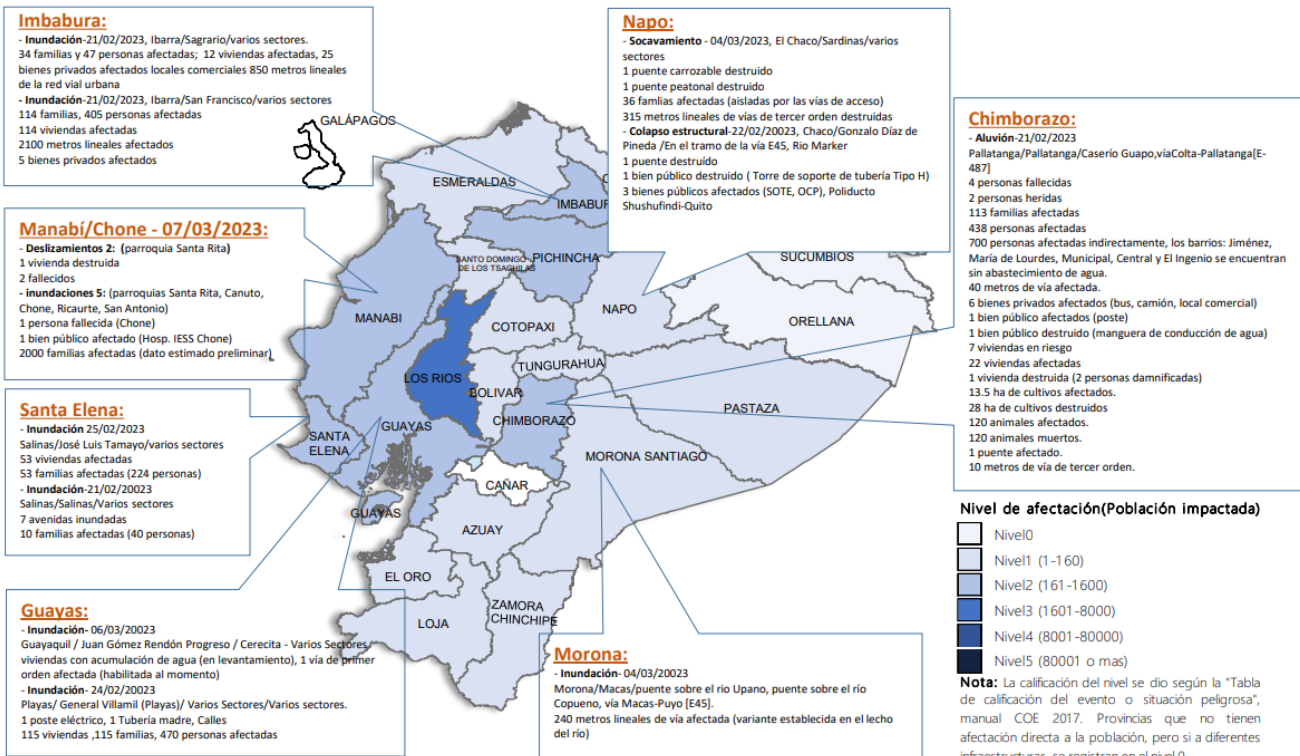 Imbabura:
- Inundación-21/02/2023, Ibarra/Sagrario/varios sectores.
34 familias y 47 personas afectadas; 12 viviendas afectadas, 25
bienes privados afectados locales comerciales 850 metros lineales
de la red vial urbana
- Inundación-21/02/2023, Ibarra/San Francisco/varios sectores
114 familias, 405 personas afectadas
114 viviendas afectadas
2100 metros lineales afectados
5 bienes privados afectados
Manabí/Chone - 07/03/2023:
- Deslizamientos 2: (parroquia Santa Rita)
1 vivienda destruida
2 fallecidos
- inundaciones 5: (parroquias Santa Rita, Canuto,
Chone, Ricaurte, San Antonio)
1 persona fallecida (Chone)
1 bien público afectado (Hosp. IESS Chone)
2000 familias afectadas (dato estimado preliminar)
Santa Elena:
- Inundación 25/02/2023
Salinas/José Luis Tamayo/varios sectores
53 viviendas afectadas
53 familias afectadas (224 personas)
- Inundación-21/02/20023
Salinas/Salinas/Varios sectores
7 avenidas inundadas
10 familias afectadas (40 personas)
Guayas:
- Inundación- 06/03/20023
Guayaquil / Juan Gómez Rendón Progreso / Cerecita - Varios Sectores,
viviendas con acumulación de agua (en levantamiento), 1 vía de primer
orden afectada (habilitada al momento)
- Inundación- 24/02/2023
Playas/ General Villamil (Playas)/ Varios Sectores/Varios sectores.
1 poste eléctrico, 1 Tubería madre, Calles
115 viviendas ,115 familias, 470 personas afectadas
Napo:
- Socavamiento - 04/03/2023, El Chaco/Sardinas/varios
sectores
1 puente carrozable destruido
1 puente peatonal destruido
36 famlias afectadas (aisladas por las vías de acceso)
315 metros lineales de vías de tercer orden destruidas
- Colapso estructural-22/02/20023, Chaco/Gonzalo Díaz de
Pineda /En el tramo de la vía E45, Rio Marker
1 puente destruído
1 bien público destruido ( Torre de soporte de tubería Tipo H)
3 bienes públicos afectados (SOTE, OCP), Poliducto
Shushufindi-Quito
Chimborazo:
- Aluvión-21/02/2023
Pallatanga/Pallatanga/Caserío Guapo,víaColta-Pallatanga[E-
487]
4 personas fallecidas
2 personas heridas
113 familias afectadas
438 personas afectadas
700 personas afectadas indirectamente, los barrios: Jiménez,
María de Lourdes, Municipal, Central y El Ingenio se encuentran
sin abastecimiento de agua.
40 metros de vía afectada.
6 bienes privados afectados (bus, camión, local comercial)
1 bien público afectados (poste)
1 bien público destruido (manguera de conducción de agua)
7 viviendas en riesgo
22 viviendas afectadas
1 vivienda destruida (2 personas damnificadas)
13.5 ha de cultivos afectados.
28 ha de cultivos destruidos
120 animales afectados.
120 animales muertos.
1 puente afectado.
10 metros de vía de tercer orden.
Morona:
- Inundación- 04/03/20023
Morona/Macas/puente sobre el rio Upano, puente sobre el río
Copueno, vía Macas-Puyo [E45].
240 metros lineales de vía afectada (variante establecida en el lecho
del río)
GALÁPAGOS
ESMERALDAS
IMBABUR
PICHINCHA
SANTO DOMINGO
DE LOS TSACHILAS
SUCUMBIOS
MANABI
COTOPAXI
NAPO
ORELLANA
TUNGURAHUA
LOS RIOS
BOLIVAR
PASTAZA
CHIMBORAZO
GUAYAS
SANTA
ELENA
MORONA SANTIAGO
CAÑAR
GUAYAS
AZUAY
EL ORO
LOJA
ZAMORA
CHINCHIPE
Nivel de afectación(Población impactada)
Nivel0
Nivel1 (1-160)
Nivel2 (161-1600)
Nivel3 (1601-8000)
Nivel4 (8001-80000)
Nivel5 (80001 o mas)
Nota: La calificación del nivel se dio según la "Tabla
de calificación del evento o situación peligrosa",
manual COE 2017. Provincias que no tienen
afectación directa a la población, pero si a diferentes
infraestructuras, se registran en el nivel 0